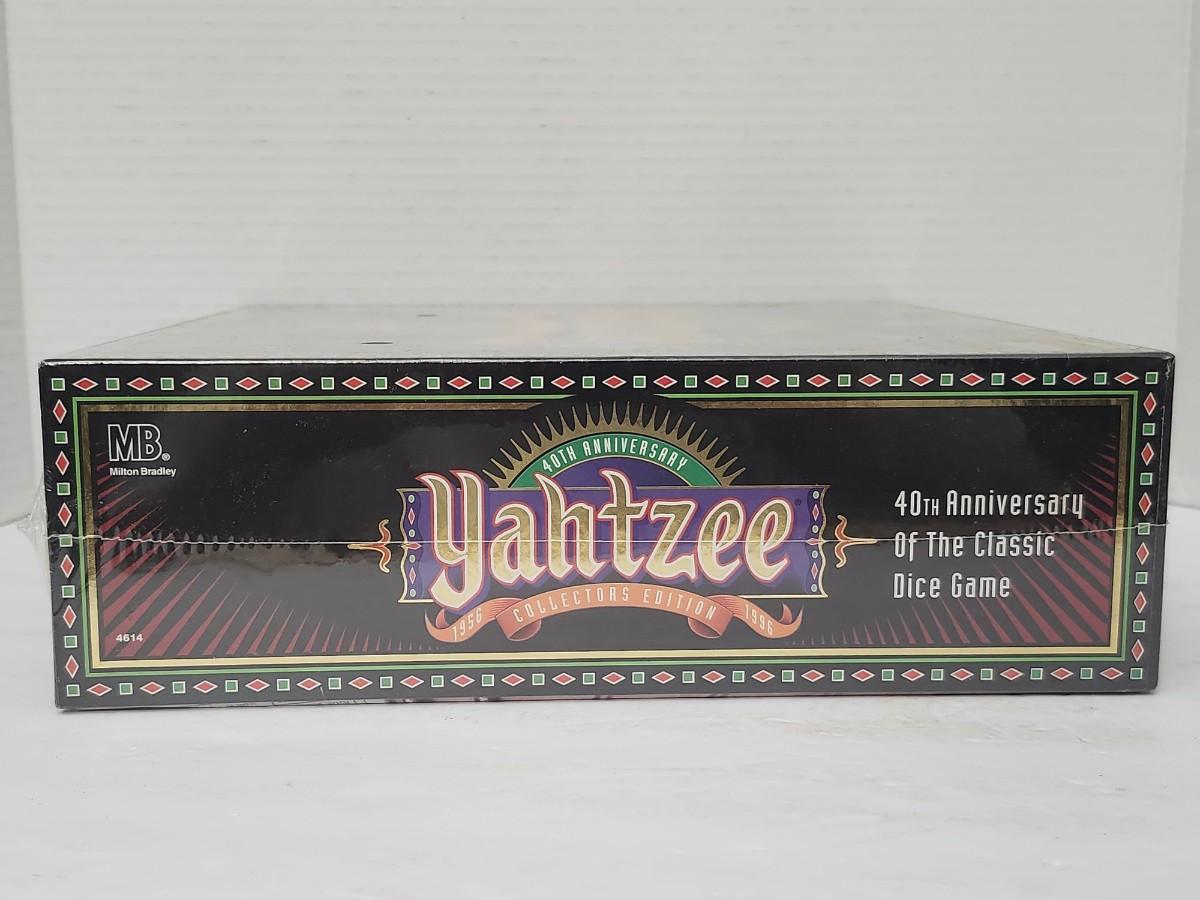 MB®
Milton Bradley
40TH ANNIVERSARY
Yahtzee®
1956 COLLECTORS EDITION 1996
40TH Anniversary
Of The Classic
Dice Game
4614